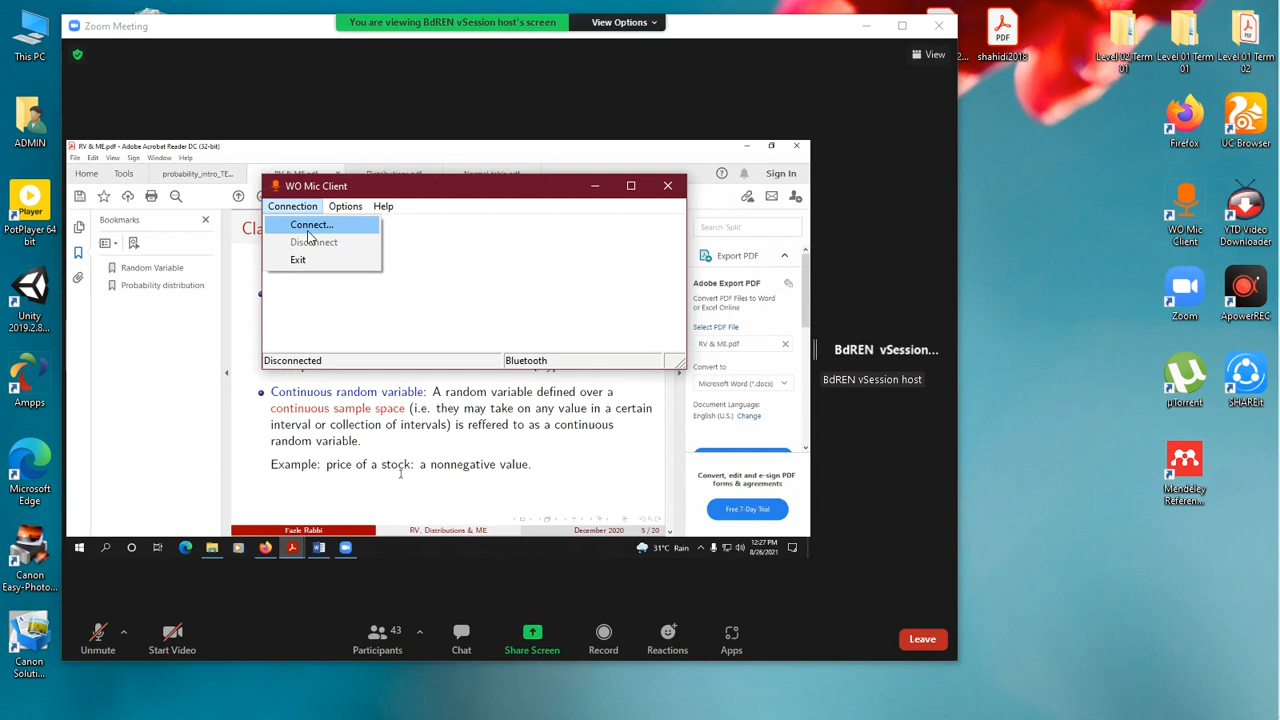 This PC
ADMIN
PotPlayer 64 bit
Unity 2019.2.8...
Ampps
Microsoft Edge
Canon Easy-Photo...
Canon Soluti...
Zoom Meeting
You are viewing BdREN vSession host's screen
View Options
View
RV & ME.pdf - Adobe Acrobat Reader DC (32-bit)
File Edit View Sign Window Help
Home Tools probability_intro_TE...
Sign In
Bookmarks
Random Variable
Probability distribution
WO Mic Client
Connection Options Help
Connect...
Disconnect
Exit
Disconnected Bluetooth
Continuous random variable: A random variable defined over a
continuous sample space (i.e. they may take on any value in a certain
interval or collection of intervals) is reffered to as a continuous
random variable.
Example: price of a stock: a nonnegative value.
Fazle Rabbi RV, Distributions & ME December 2020 5 / 20
Search 'Split'
Export PDF
Adobe Export PDF
Convert PDF Files to Word
or Excel Online
Select PDF File
RV & ME.pdf
Convert to
Microsoft Word (*.docx)
Document Language:
English (U.S.) Change
Convert, edit and e-sign PDF
forms & agreements
Free 7-Day Trial
31°C Rain
12:27 PM
8/26/2021
BdREN vSession...
BdREN vSession host
Unmute
Start Video
43
Participants
Chat
Share Screen
Record
Reactions
Apps
Leave
2...
PDF
shahidi2018
Level 02,Term 01
Level 01 Term 01
Level 01 Term 02
Firefox
UC Browser
WO Mic Client
YTD Video Downloader
Zoom
ApowerREC
µTorrent
SHAREit
Mendeley Referen...